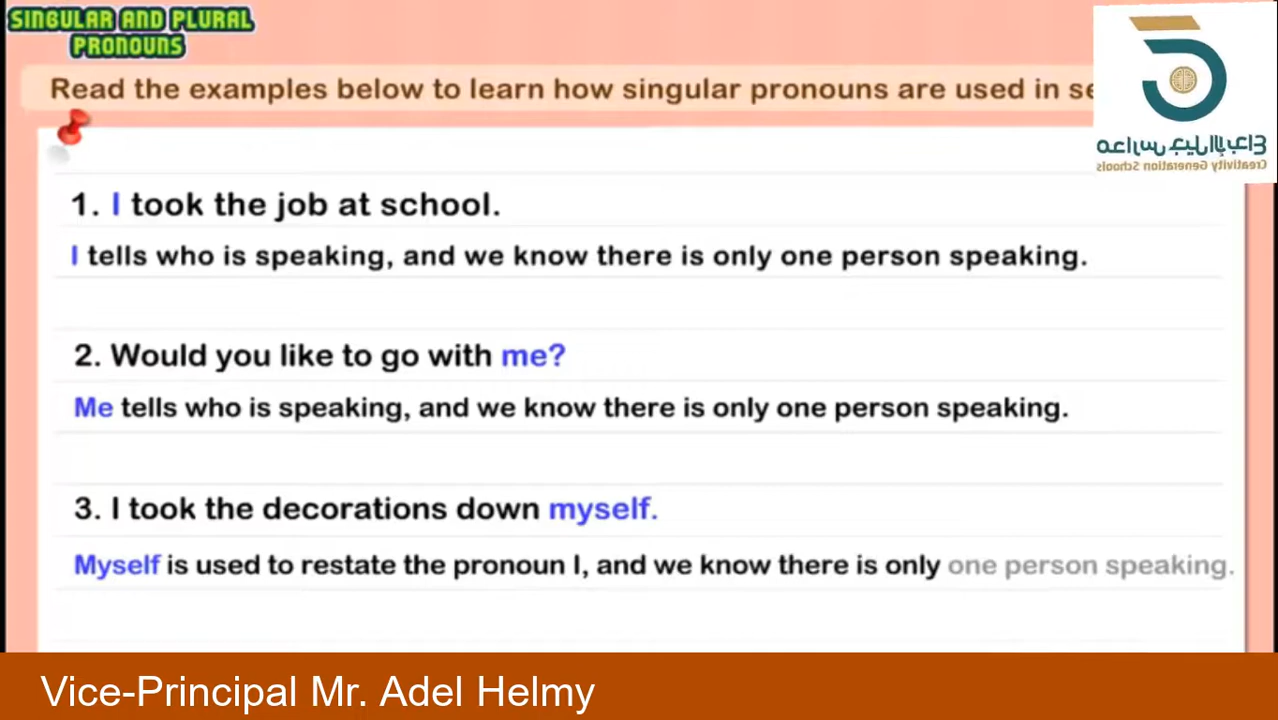 SINGULAR AND PLURAL
PRONOUNS
Read the examples below to learn how singular pronouns are used in se
مدارس جيل الإبداع
Creativity Generation Schools
1. I took the job at school.
I tells who is speaking, and we know there is only one person speaking.
2. Would you like to go with me?
Me tells who is speaking, and we know there is only one person speaking.
3. I took the decorations down myself.
Myself is used to restate the pronoun I, and we know there is only one person speaking.
Vice-Principal Mr. Adel Helmy